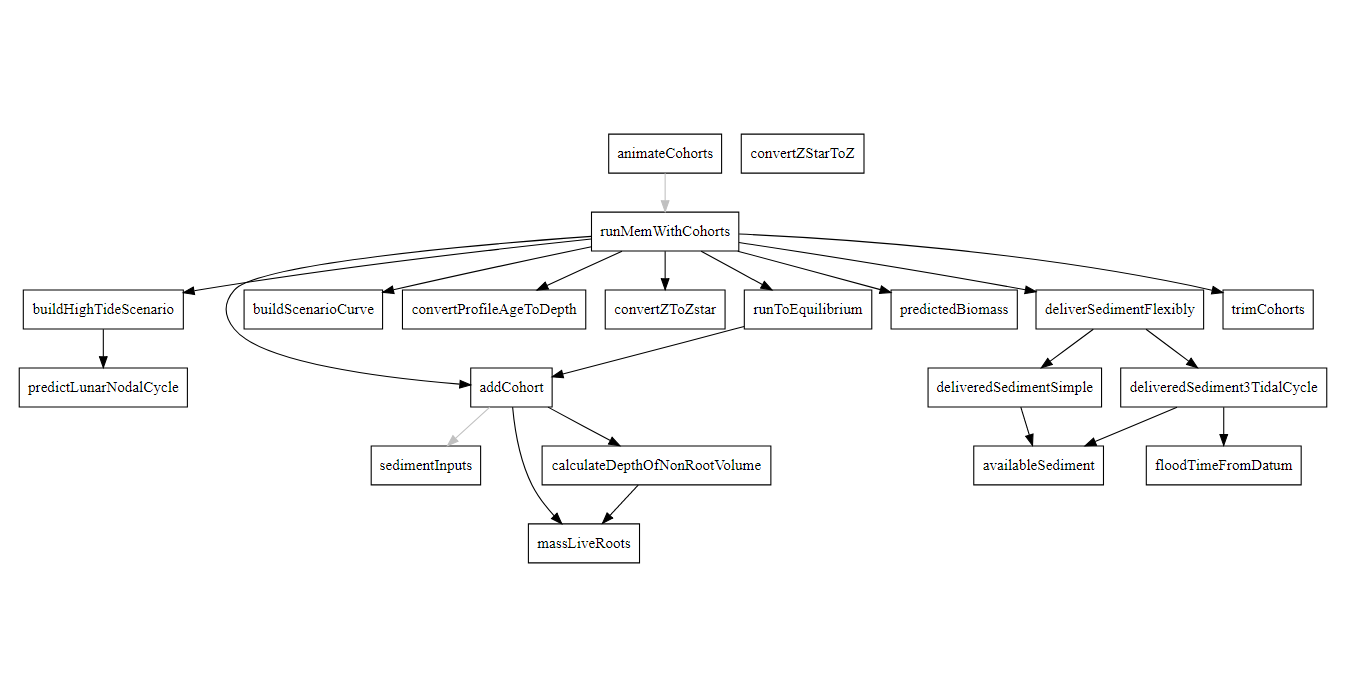 animateCohorts
convertZStarToZ
runMemWithCohorts
buildHighTideScenario
buildScenarioCurve
convertProfileAgeToDepth
convertZToZstar
runToEquilibrium
predictedBiomass
deliverSedimentFlexibly
trimCohorts
predictLunarNodalCycle
addCohort
deliveredSedimentSimple
deliveredSediment3TidalCycle
sedimentInputs
calculateDepthOfNonRootVolume
availableSediment
floodTimeFromDatum
massLiveRoots